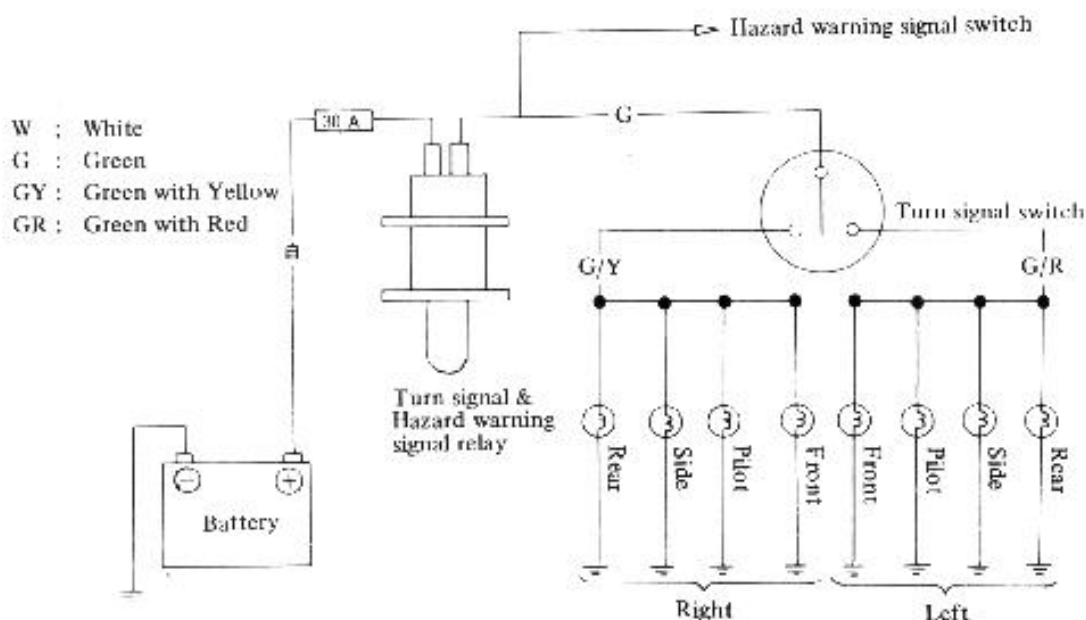 Hazard warning signal switch
30 A
G
W : White
G : Green
GY : Green with Yellow
GR : Green with Red
Turn signal switch
G/Y
G/R
Turn signal &
Hazard warning
signal relay
Rear
Side
Pilot
Front
Front
Pilot
Side
Rear
Battery
Right
Left